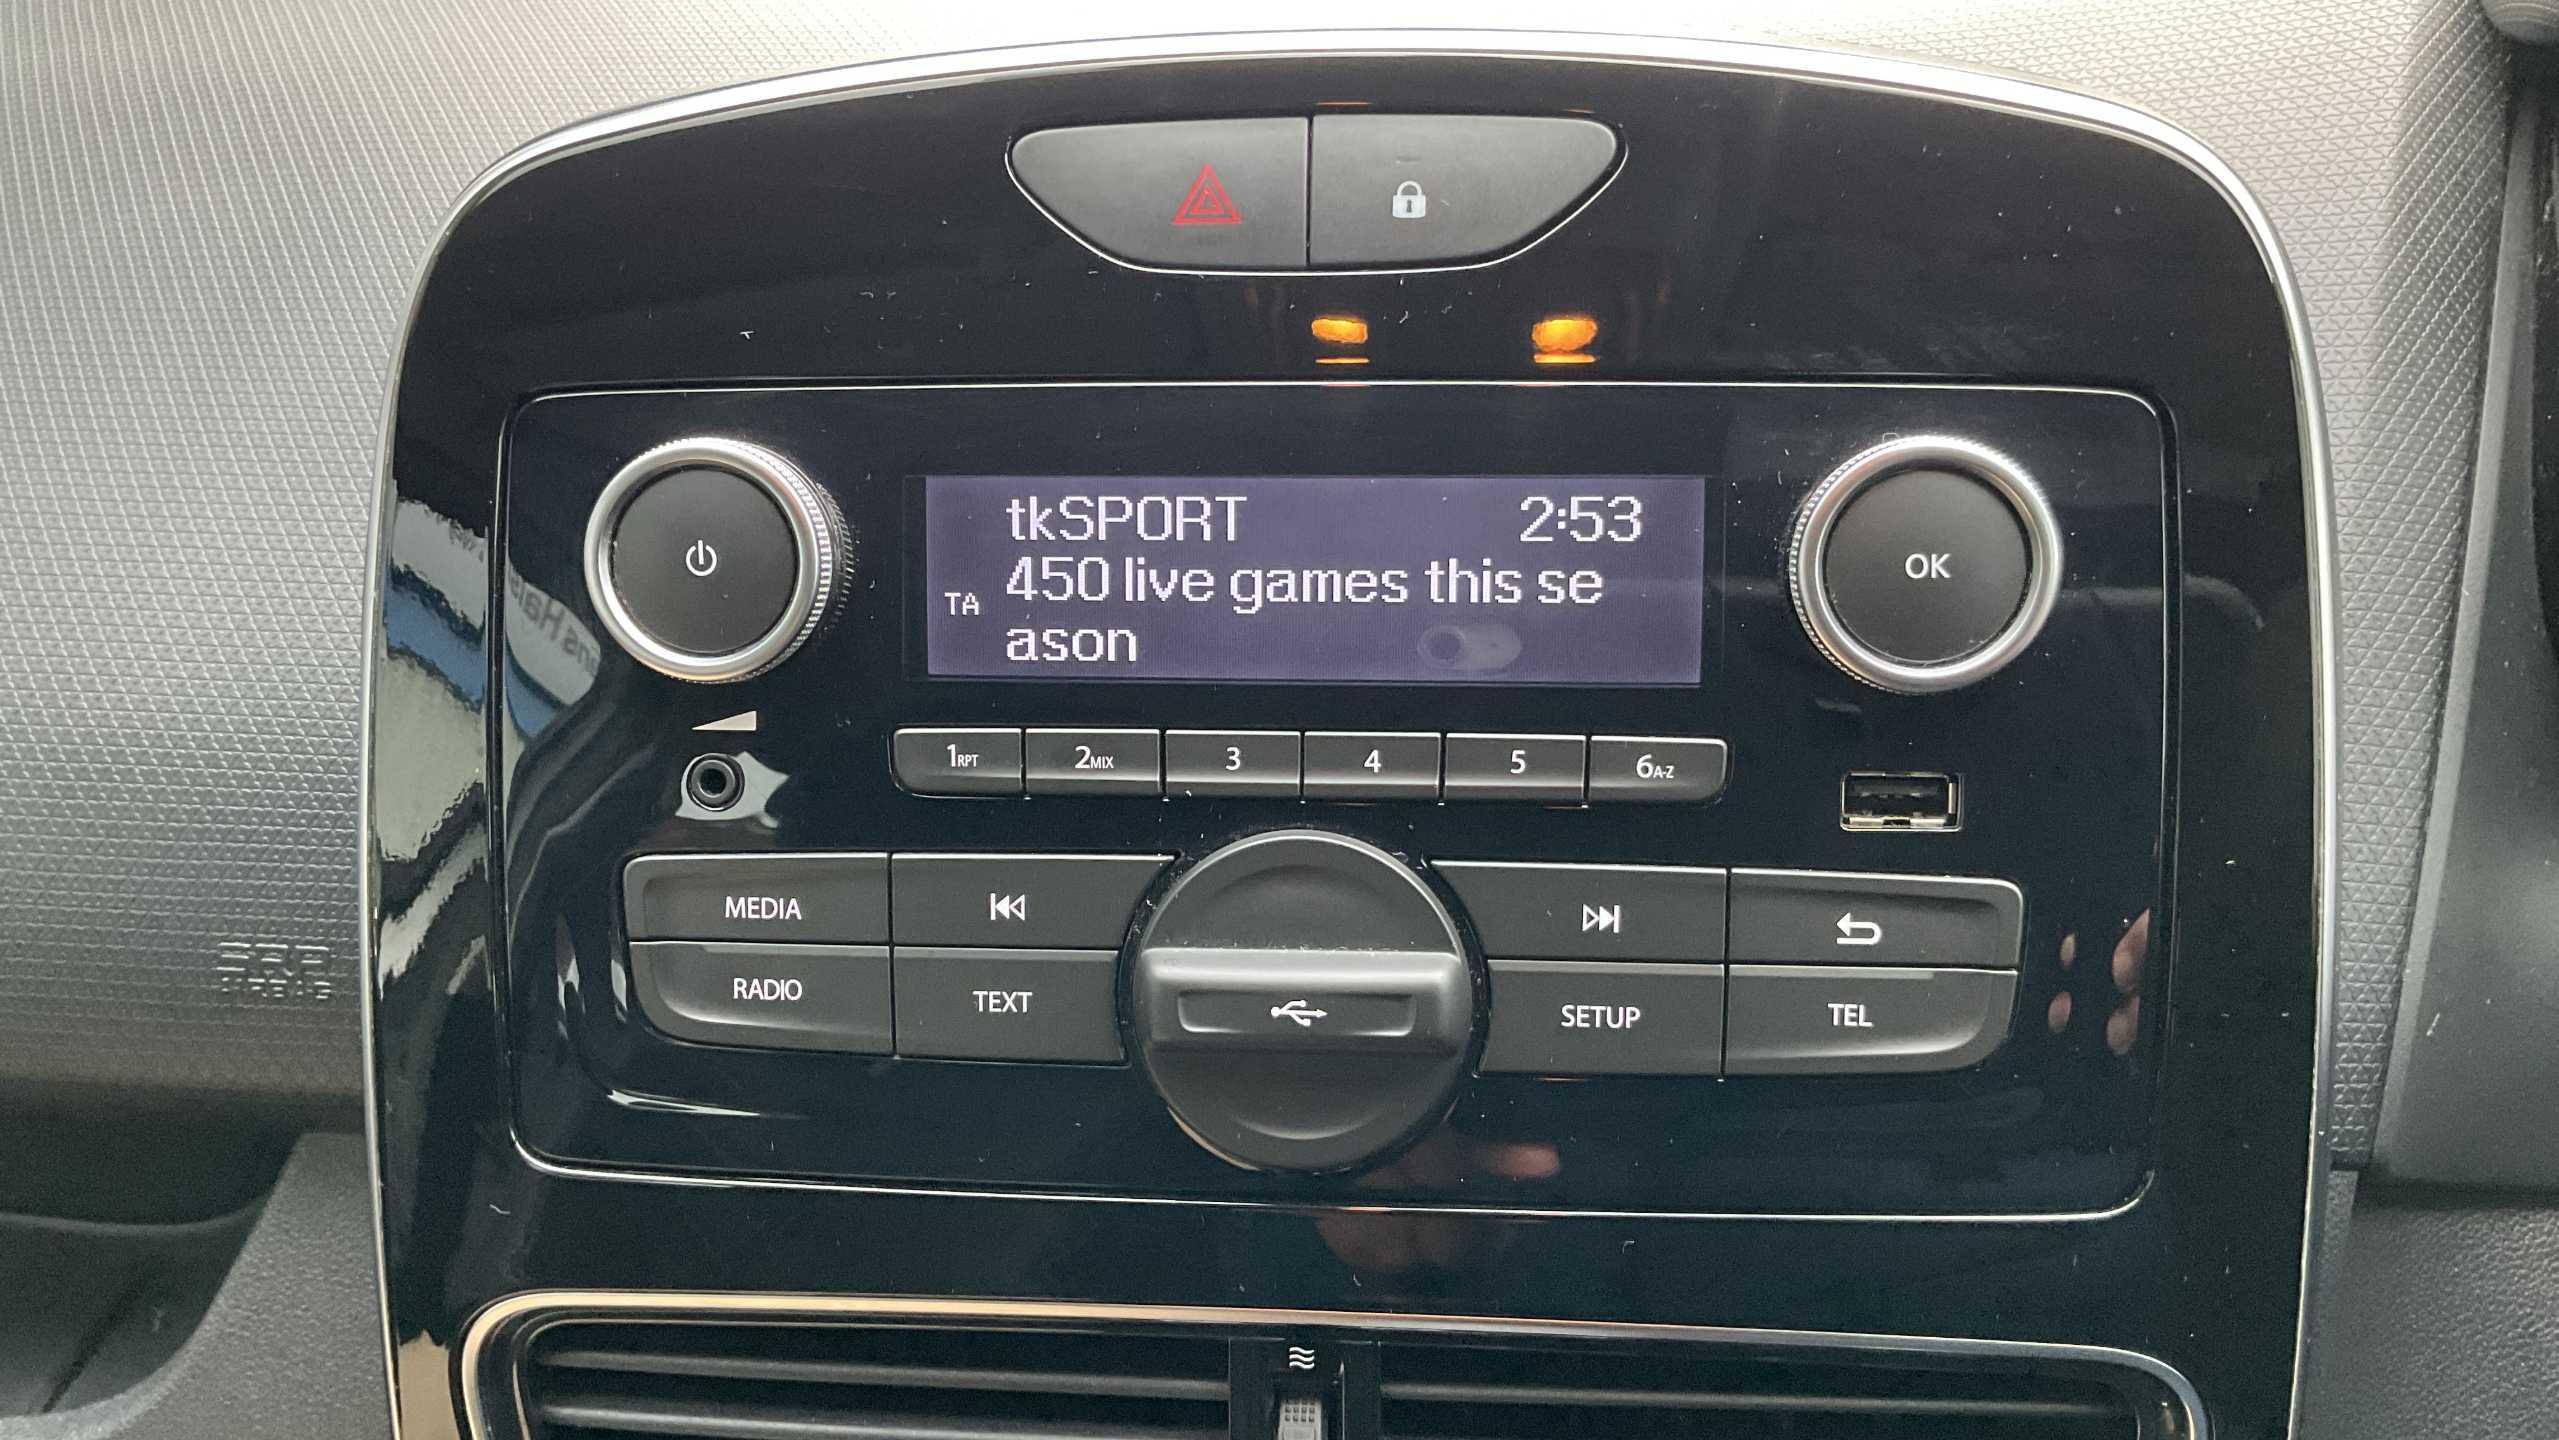 tkSPORT 2:53
450 live games this se
TA
ason
OK
1RPT 2MIX 3 4 5 6A-Z
MEDIA
RADIO
TEXT
SETUP
TEL